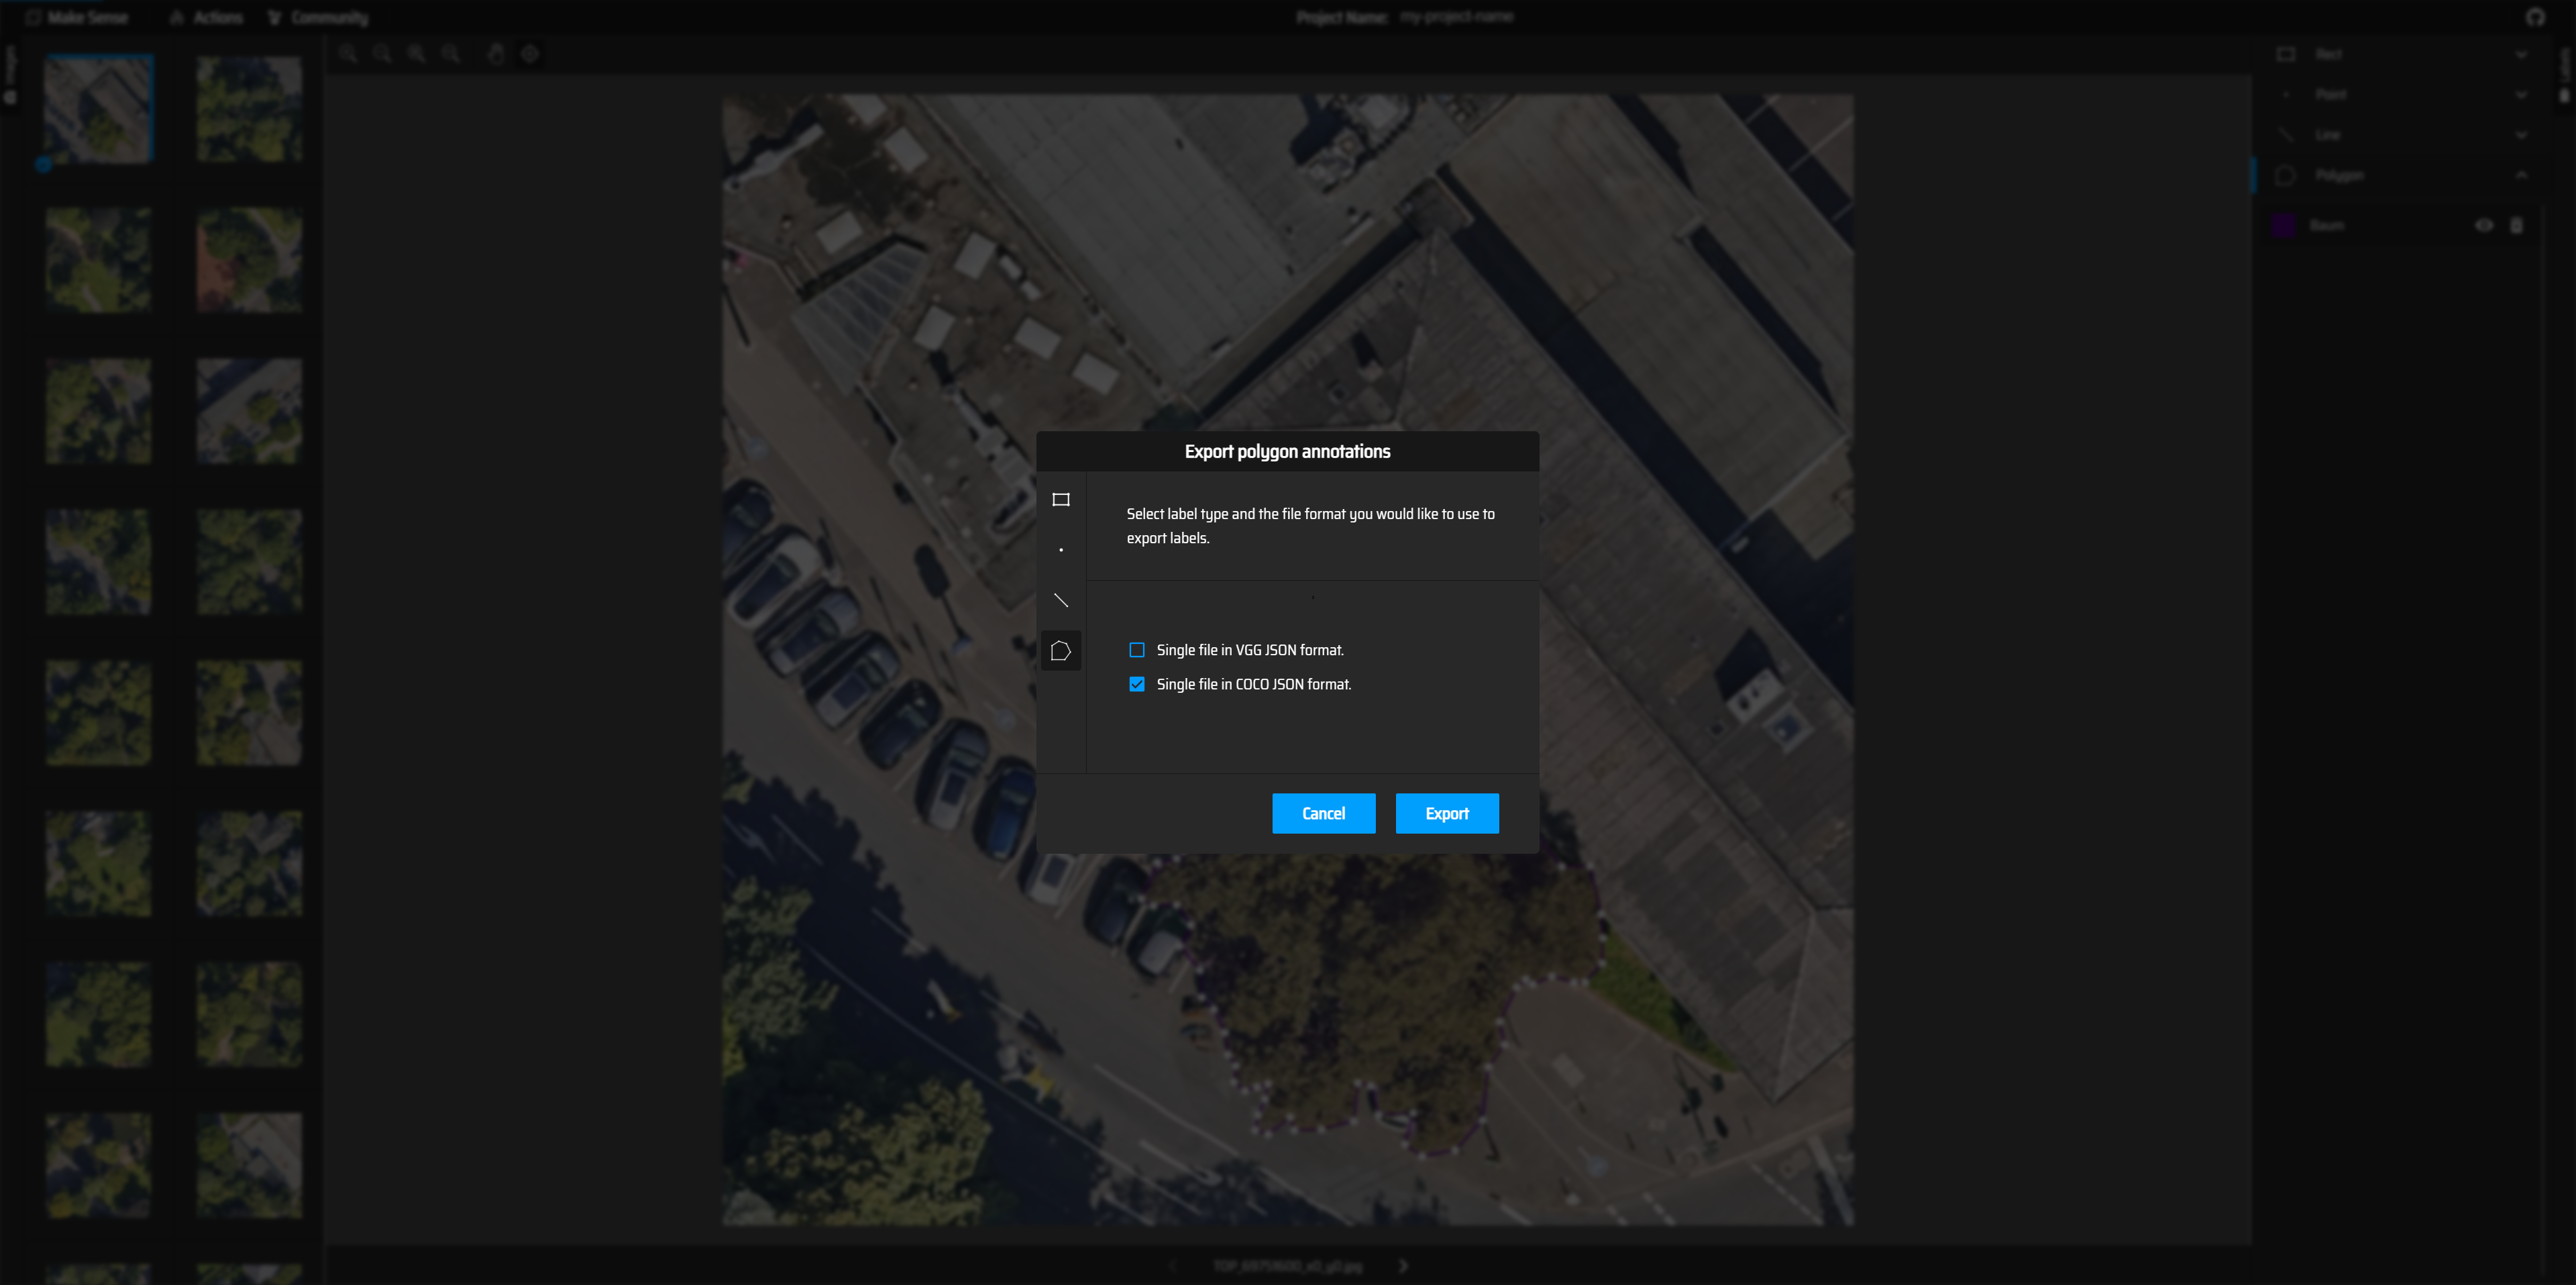 Make Sense
Actions
Community
Project Name: my-project-name
Images
Rect
Point
Line
Polygon
Baum
Labels
Export polygon annotations
Select label type and the file format you would like to use to
export labels.
Single file in VGG JSON format.
Single file in COCO JSON format.
Cancel
Export